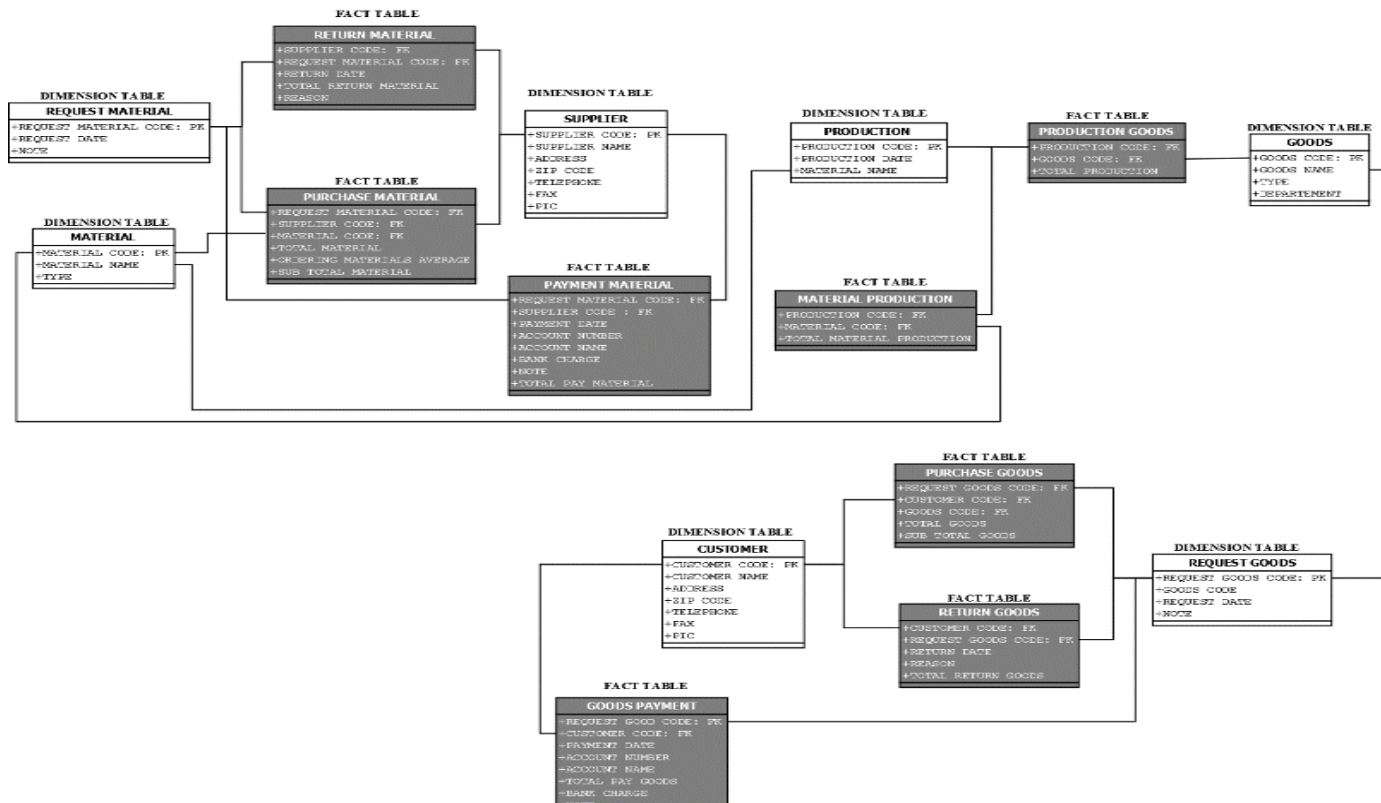 FACT TABLE
RETURN MATERIAL
+SUPPLIER CODE: FK
+REQUEST MATERIAL CODE: FK
+RETURN DATE
+TOTAL RETURN MATERIAL
+REASON
DIMENSION TABLE
REQUEST MATERIAL
+REQUEST MATERIAL CODE: PK
+REQUEST DATE
+NOTE
DIMENSION TABLE
SUPPLIER
+SUPPLIER CODE: PK
+SUPPLIER NAME
+ADDRESS
+ZIP CODE
+TELEPHONE
+FAX
+PIC
DIMENSION TABLE
PRODUCTION
+PRODUCTION CODE: PK
+PRODUCTION DATE
+MATERIAL NAME
FACT TABLE
PRODUCTION GOODS
+PRODUCTION CODE: FK
+GOODS CODE: FK
+TOTAL PRODUCTION
DIMENSION TABLE
GOODS
+GOODS CODE: PK
+GOODS NAME
+TYPE
+DEPARTEMENT
FACT TABLE
PURCHASE MATERIAL
+REQUEST MATERIAL CODE: FK
+SUPPLIER CODE: FK
+MATERIAL CODE: FK
+TOTAL MATERIAL
+ORDERING MATERIALS AVERAGE
+SUB TOTAL MATERIAL
DIMENSION TABLE
MATERIAL
+MATERIAL CODE: PK
+MATERIAL NAME
+TYPE
FACT TABLE
PAYMENT MATERIAL
+REQUEST MATERIAL CODE: FK
+SUPPLIER CODE : FK
+PAYMENT DATE
+ACCOUNT NUMBER
+ACCOUNT NAME
+BANK CHARGE
+NOTE
+TOTAL PAY MATERIAL
FACT TABLE
MATERIAL PRODUCTION
+PRODUCTION CODE: FK
+MATERIAL CODE: FK
+TOTAL MATERIAL PRODUCTION
FACT TABLE
PURCHASE GOODS
+REQUEST GOODS CODE: FK
+CUSTOMER CODE: FK
+GOODS CODE: FK
+TOTAL GOODS
+SUB TOTAL GOODS
DIMENSION TABLE
CUSTOMER
+CUSTOMER CODE: PK
+CUSTOMER NAME
+ADDRESS
+ZIP CODE
+TELEPHONE
+FAX
+PIC
DIMENSION TABLE
REQUEST GOODS
+REQUEST GOODS CODE: PK
+GOODS CODE
+REQUEST DATE
+NOTE
FACT TABLE
RETURN GOODS
+CUSTOMER CODE: FK
+REQUEST GOODS CODE: FK
+RETURN DATE
+REASON
+TOTAL RETURN GOODS
FACT TABLE
GOODS PAYMENT
+REQUEST GOOD CODE: FK
+CUSTOMER CODE: FK
+PAYMENT DATE
+ACCOUNT NUMBER
+ACCOUNT NAME
+TOTAL PAY GOODS
+BANK CHARGE